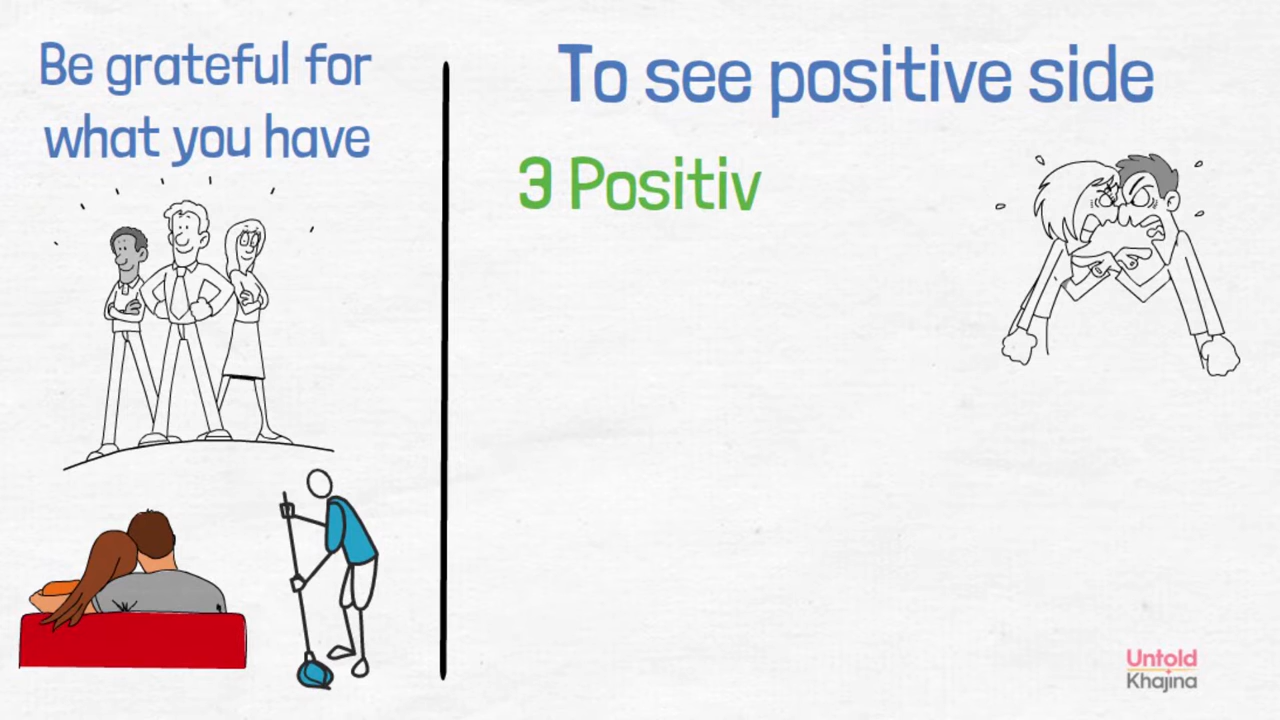 Be grateful for
what you have
To see positive side
3 Positiv
Untold
Khajina